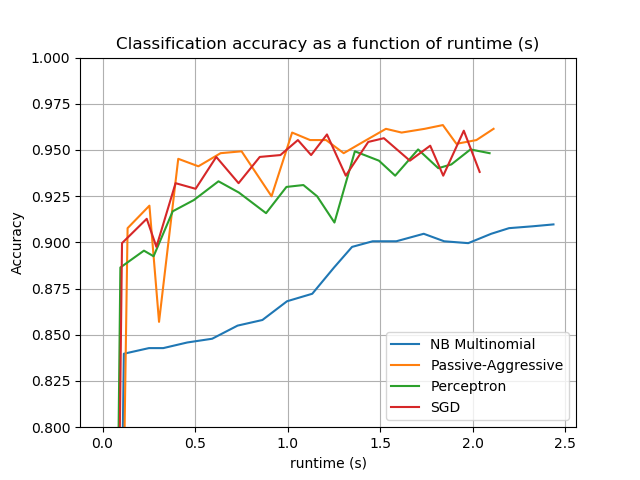 Classification accuracy as a function of runtime (s)
1.000
0.975
0.950
0.925
0.900
0.875
0.850
0.825
0.800
Accuracy
0.0 0.5 1.0 1.5 2.0 2.5
runtime (s)
NB Multinomial
Passive-Aggressive
Perceptron
SGD